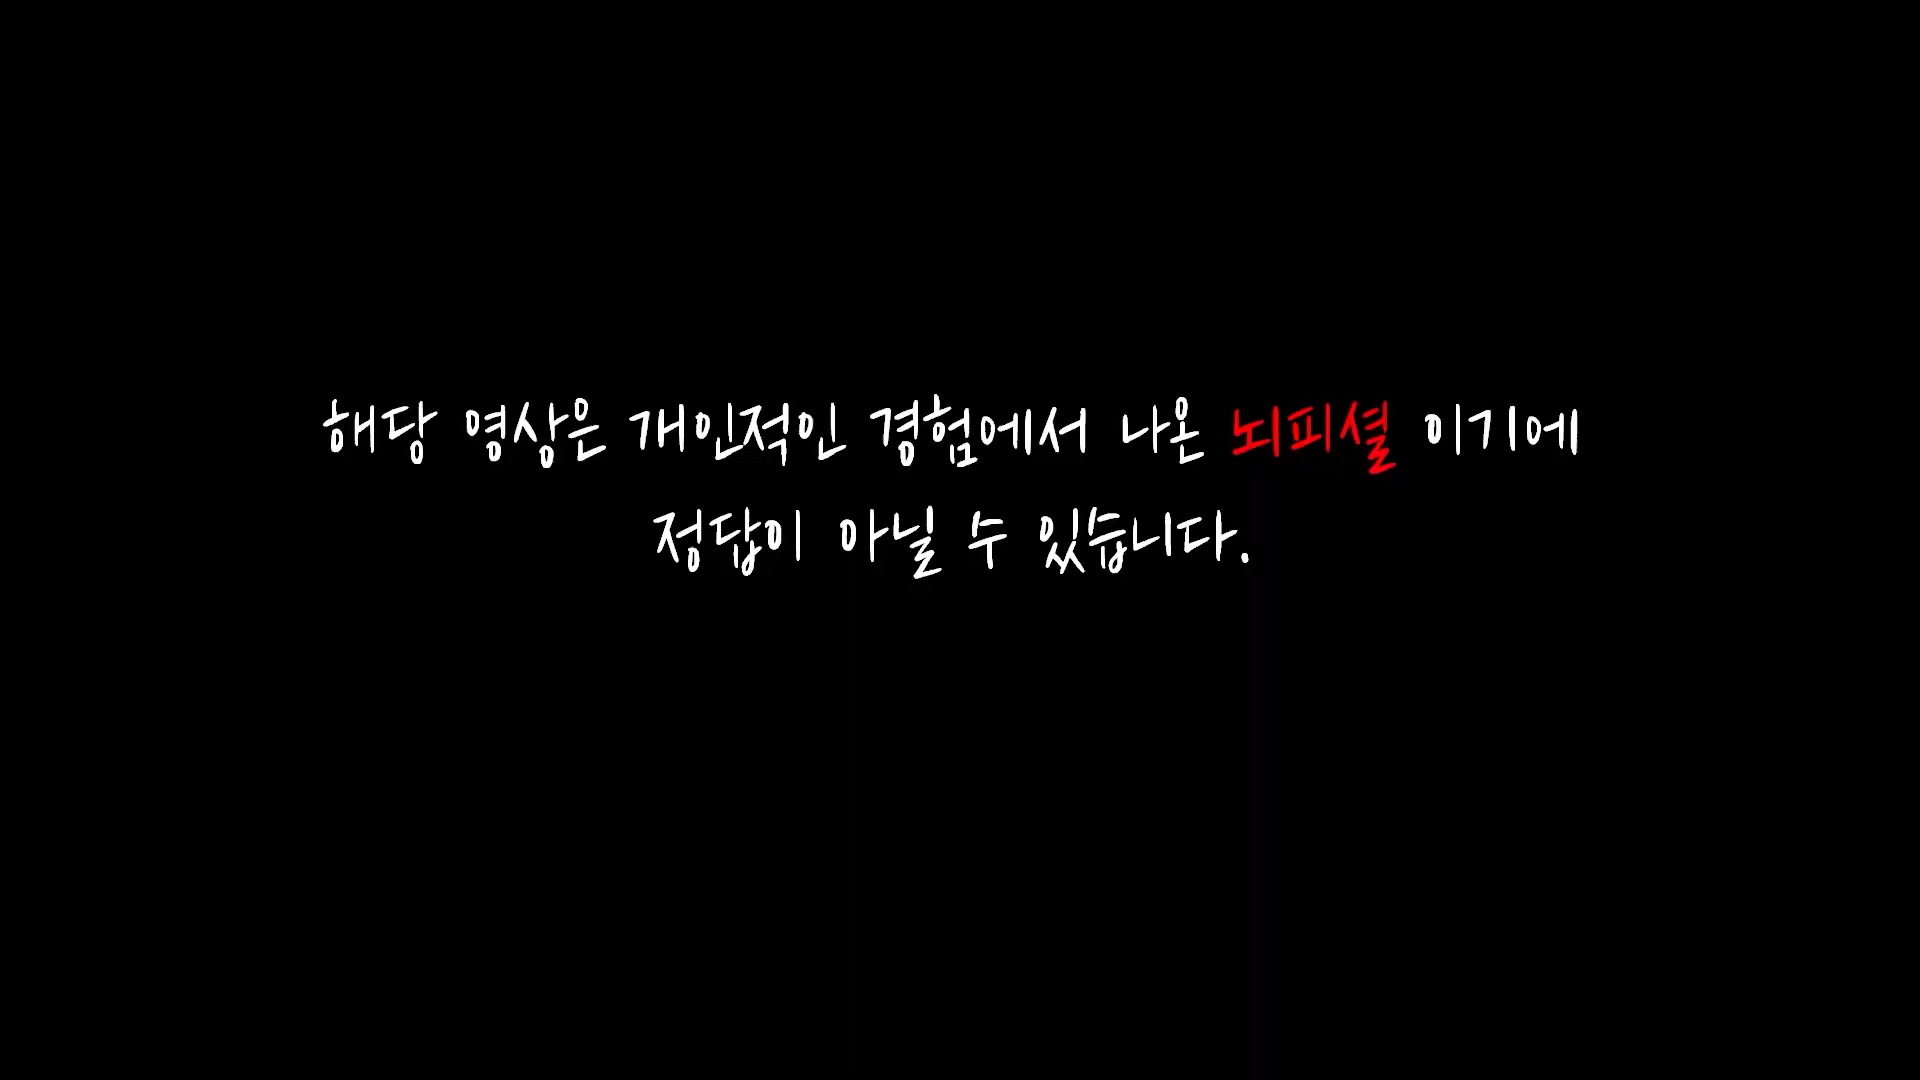 해당 영상은 개인적인 경험에서 나온 뇌피셜 이기에
정답이 아닐 수 있습니다.